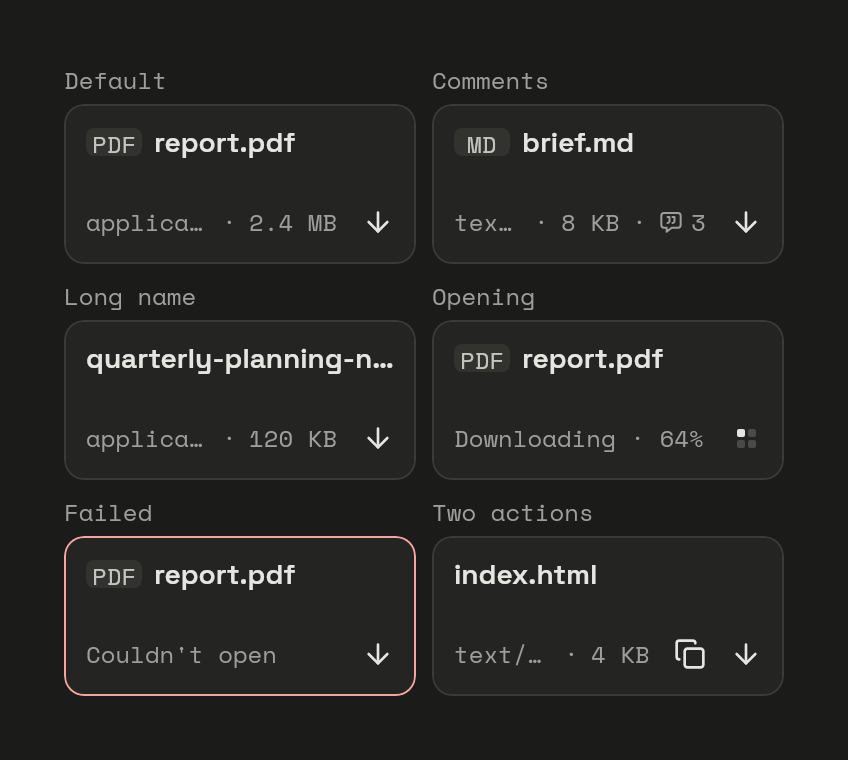 Default
PDF report.pdf
applica… · 2.4 MB
Comments
MD brief.md
tex… · 8 KB · 3
Long name
quarterly-planning-n…
applica… · 120 KB
Opening
PDF report.pdf
Downloading · 64%
Failed
PDF report.pdf
Couldn't open
Two actions
index.html
text/… · 4 KB